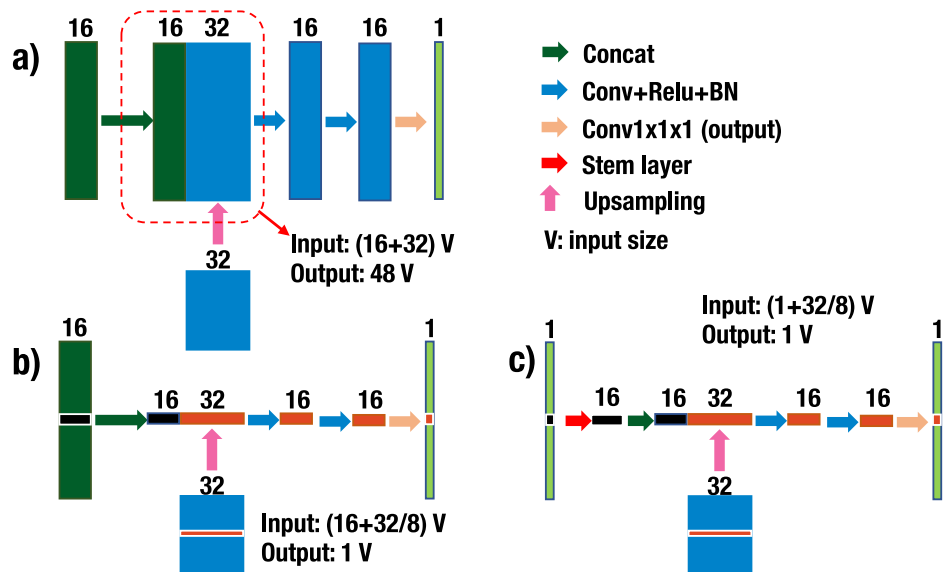 a)
16
16
32
16
16
1
Input: (16+32) V
Output: 48 V
32
Concat
Conv+Relu+BN
Conv1x1x1 (output)
Stem layer
Upsampling
V: input size
b)
16
16
32
16
16
1
32
Input: (16+32/8) V
Output: 1 V
c)
Input: (1+32/8) V
Output: 1 V
1
16
16
32
16
16
1
32